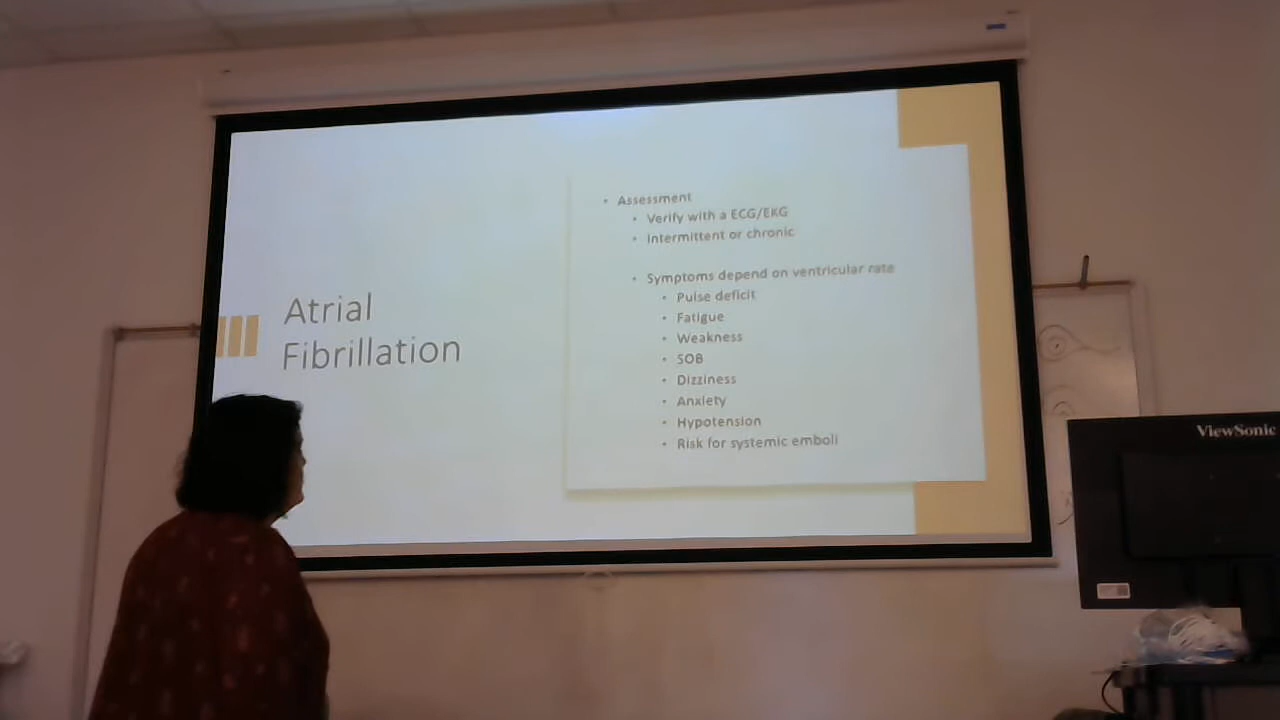 Atrial
Fibrillation
• Assessment
• Verify with a ECG/EKG
• Intermittent or chronic
• Symptoms depend on ventricular rate
• Pulse deficit
• Fatigue
• Weakness
• SOB
• Dizziness
• Anxiety
• Hypotension
• Risk for systemic emboli
ViewSonic